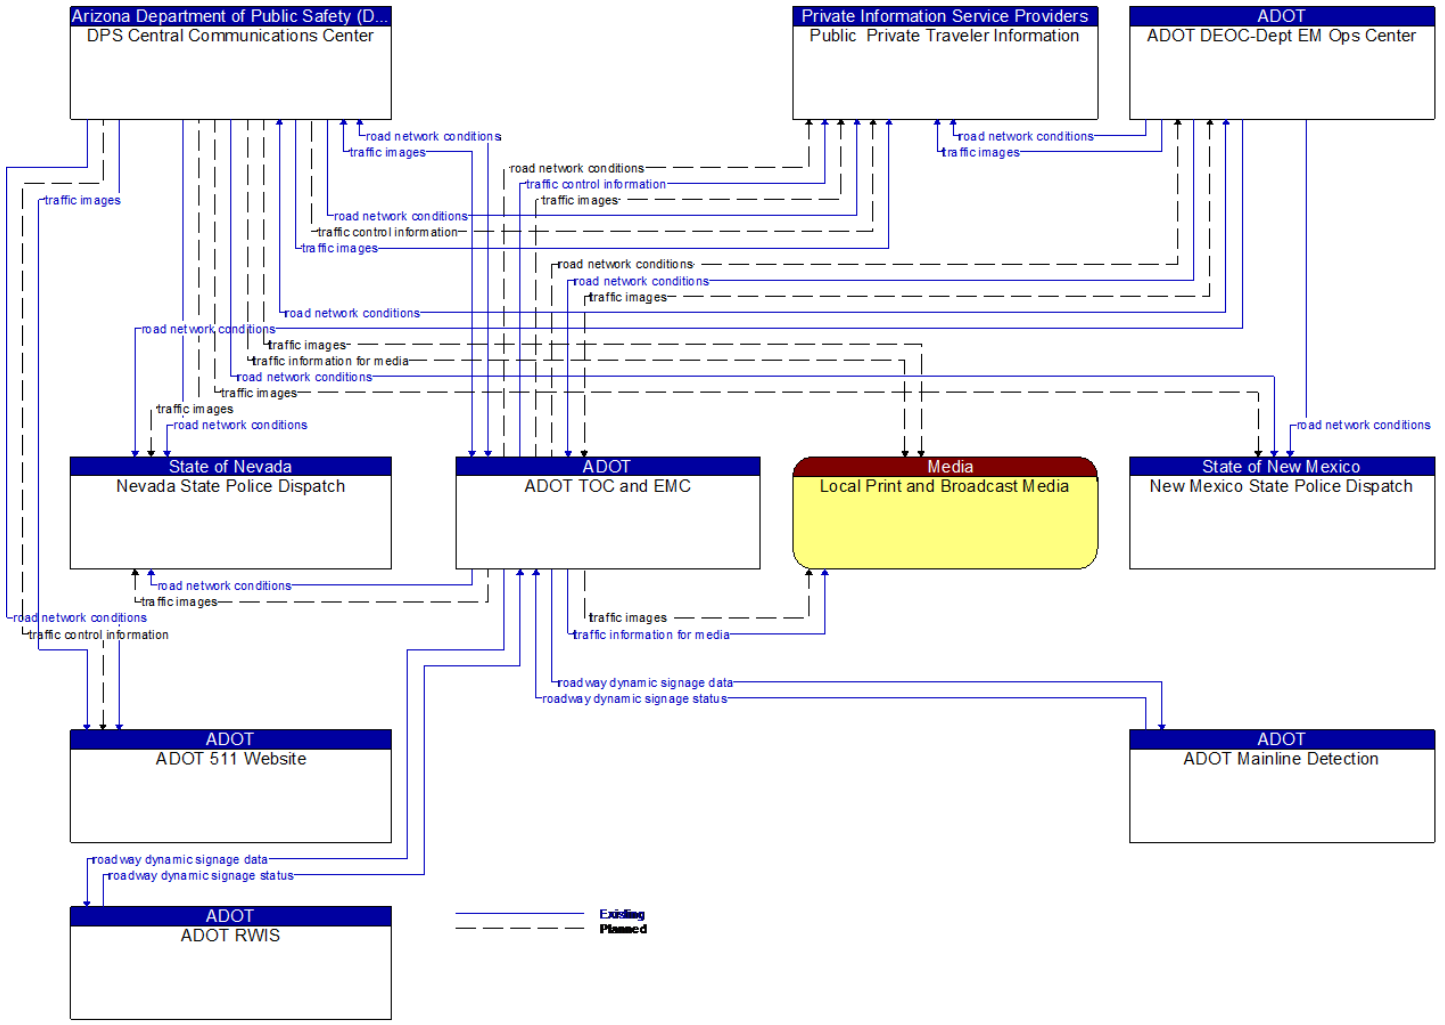 Arizona Department of Public Safety (D...
DPS Central Communications Center
Private Information Service Providers
Public Private Traveler Information
ADOT
ADOT DEOC-Dept EM Ops Center
road network conditions
traffic images
road network conditions
traffic images
road network conditions
traffic control information
traffic images
traffic images
road network conditions
traffic control information
traffic images
road network conditions
road network conditions
traffic images
road network conditions
road network conditions
traffic images
traffic information for media
road network conditions
traffic images
traffic images
road network conditions
road network conditions
State of Nevada
Nevada State Police Dispatch
ADOT
ADOT TOC and EMC
Media
Local Print and Broadcast Media
State of New Mexico
New Mexico State Police Dispatch
road network conditions
traffic images
road network conditions
traffic control information
traffic images
traffic information for media
roadway dynamic signage data
roadway dynamic signage status
ADOT
ADOT 511 Website
ADOT
ADOT Mainline Detection
roadway dynamic signage data
roadway dynamic signage status
ADOT
ADOT RWIS
Existing
Planned